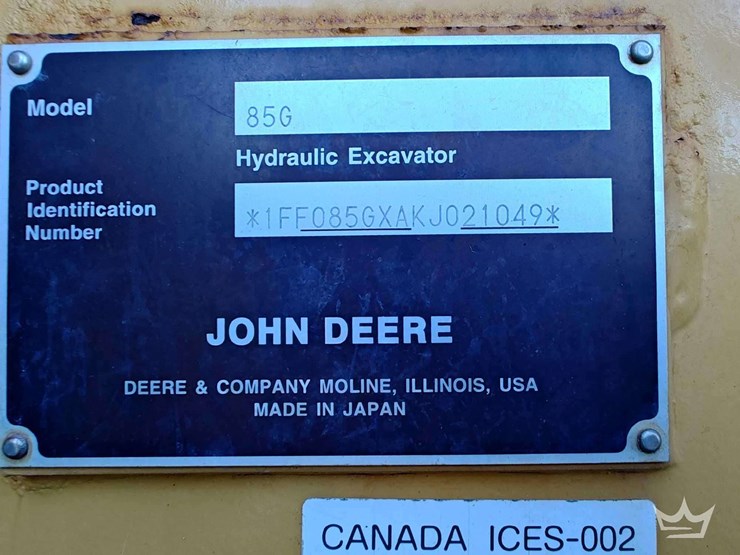 Model
85G
Hydraulic Excavator
Product
Identification
Number
*1FF085GXAKJ021049*
JOHN DEERE
DEERE & COMPANY MOLINE, ILLINOIS, USA
MADE IN JAPAN
CANADA ICES-002